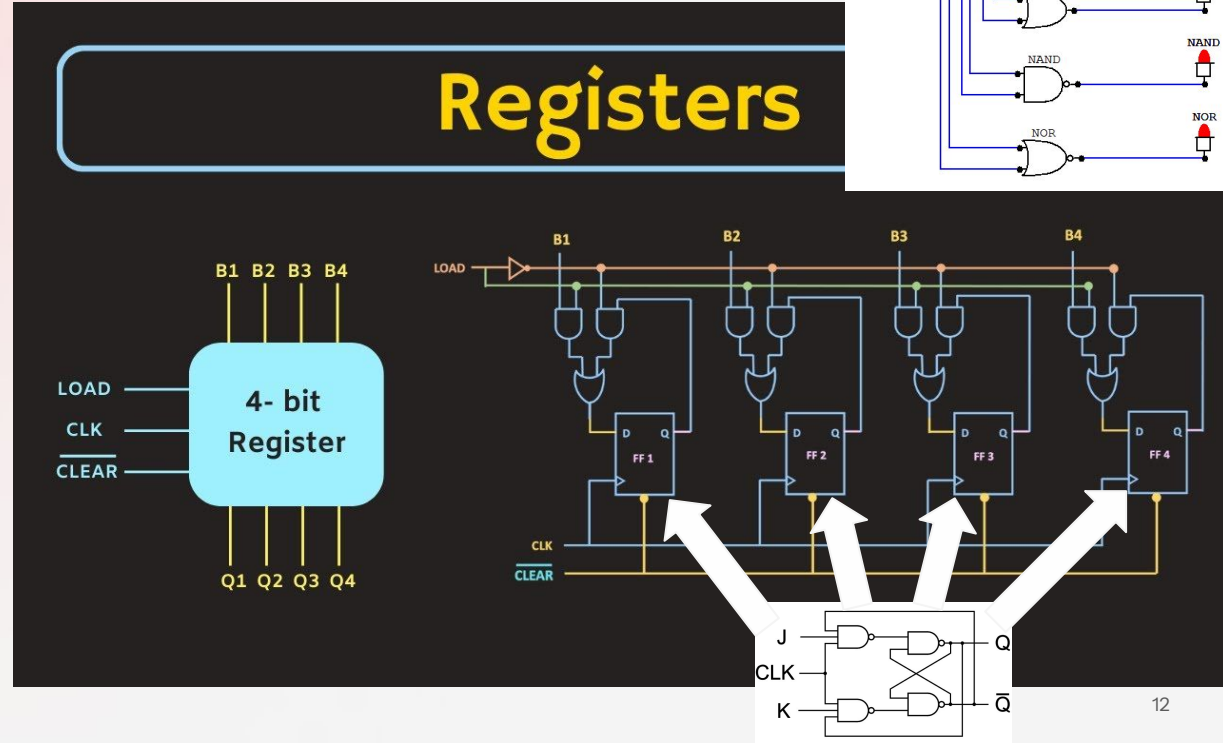 NAND
NAND
NOR
NOR
Registers
B1 B2 B3 B4
LOAD
CLK
CLEAR
4- bit
Register
Q1 Q2 Q3 Q4
B1 B2 B3 B4
LOAD
D Q
FF 1
D Q
FF 2
D Q
FF 3
D Q
FF 4
CLK
CLEAR
J
CLK
K
Q
Q̅
12